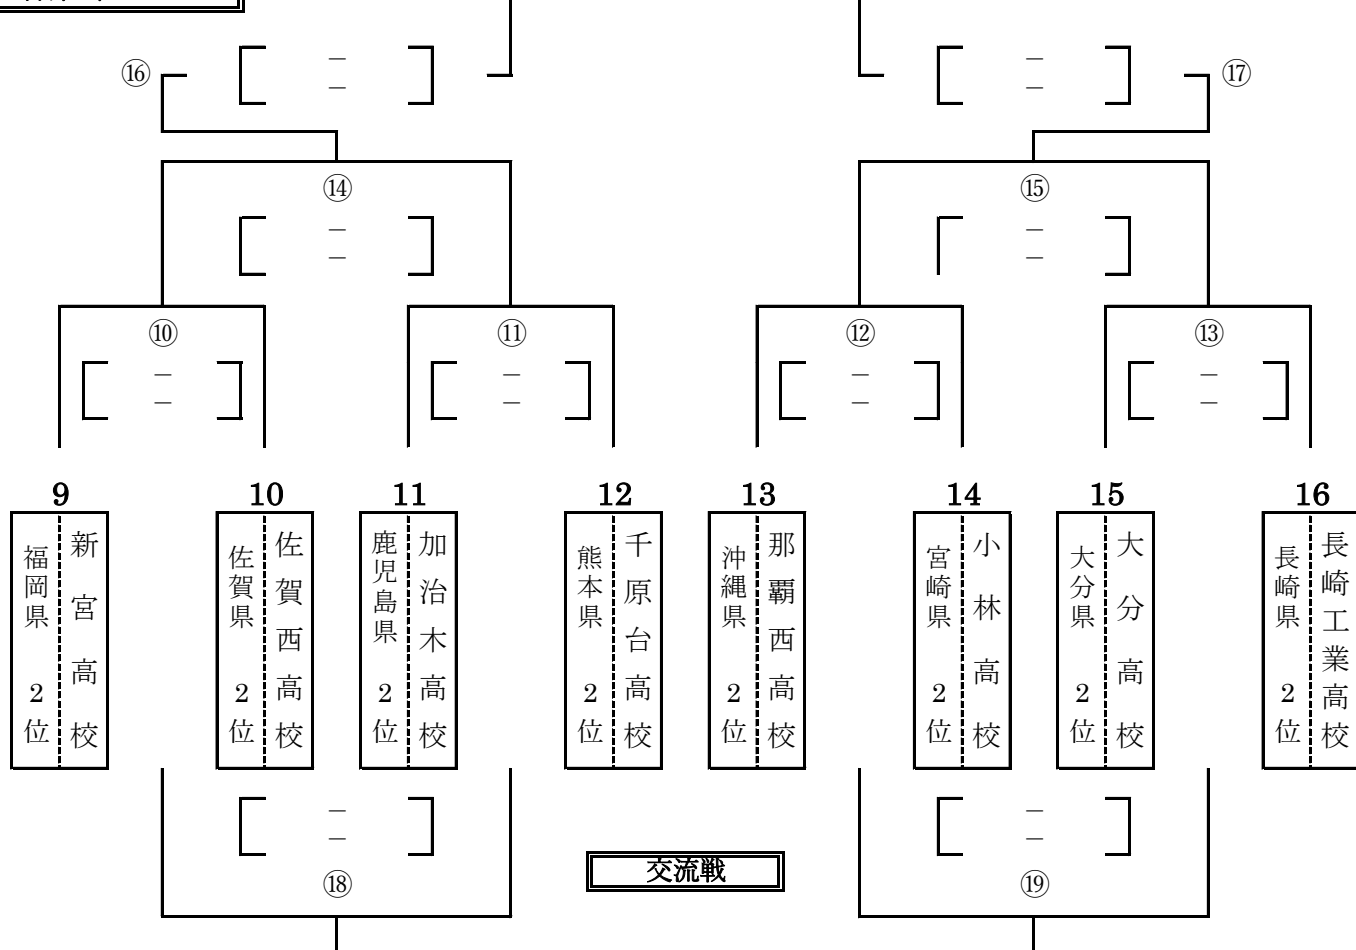 ⑯
－
－
－
－
⑰
⑭
－
－
⑮
－
－
⑩
－
－
⑪
－
－
⑫
－
－
⑬
－
－
9
10
11
12
13
14
15
16
新宮高校
福岡県 2位
佐賀西高校
佐賀県 2位
加治木高校
鹿児島県 2位
千原台高校
熊本県 2位
那覇西高校
沖縄県 2位
小林高校
宮崎県 2位
大分高校
大分県 2位
長崎工業高校
長崎県 2位
－
－
⑱
交流戦
－
－
⑲